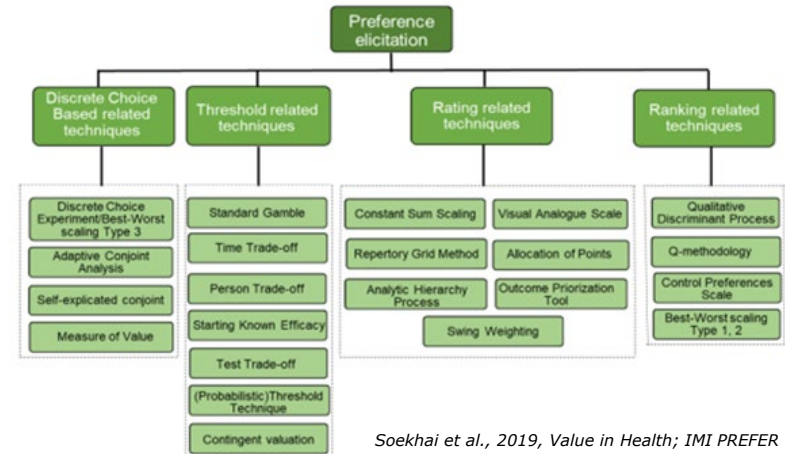 Preference
elicitation
Discrete Choice
Based related
techniques
Threshold related
techniques
Rating related
techniques
Ranking related
techniques
Discrete Choice
Experiment/Best-Worst
scaling Type 3
Adaptive Conjoint
Analysis
Self-explicated conjoint
Measure of Value
Standard Gamble
Time Trade-off
Person Trade-off
Starting Known Efficacy
Test Trade-off
(Probabilistic)Threshold
Technique
Contingent valuation
Constant Sum Scaling
Visual Analogue Scale
Repertory Grid Method
Allocation of Points
Analytic Hierarchy
Process
Outcome Priorization
Tool
Swing Weighting
Qualitative
Discriminant Process
Q-methodology
Control Preferences
Scale
Best-Worst scaling
Type 1, 2
Soekhai et al., 2019, Value in Health; IMI PREFER